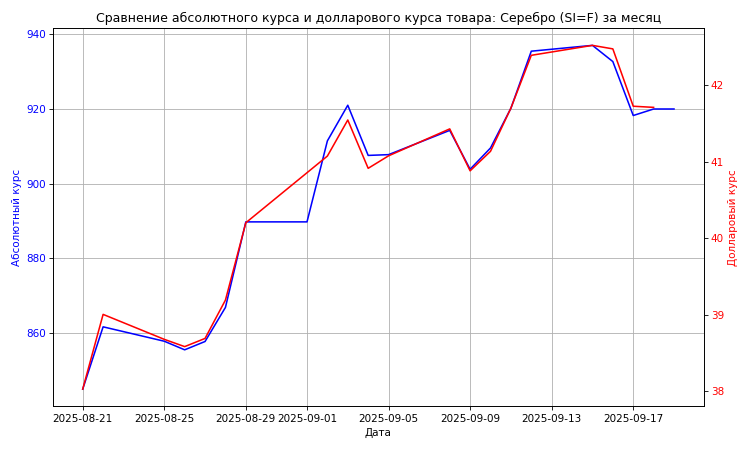 Сравнение абсолютного курса и долларового курса товара: Серебро (SI=F) за месяц
940
920
900
880
860
Абсолютный курс
42
41
40
39
38
Долларовый курс
2025-08-21 2025-08-25 2025-08-29 2025-09-01 2025-09-05 2025-09-09 2025-09-13 2025-09-17
Дата